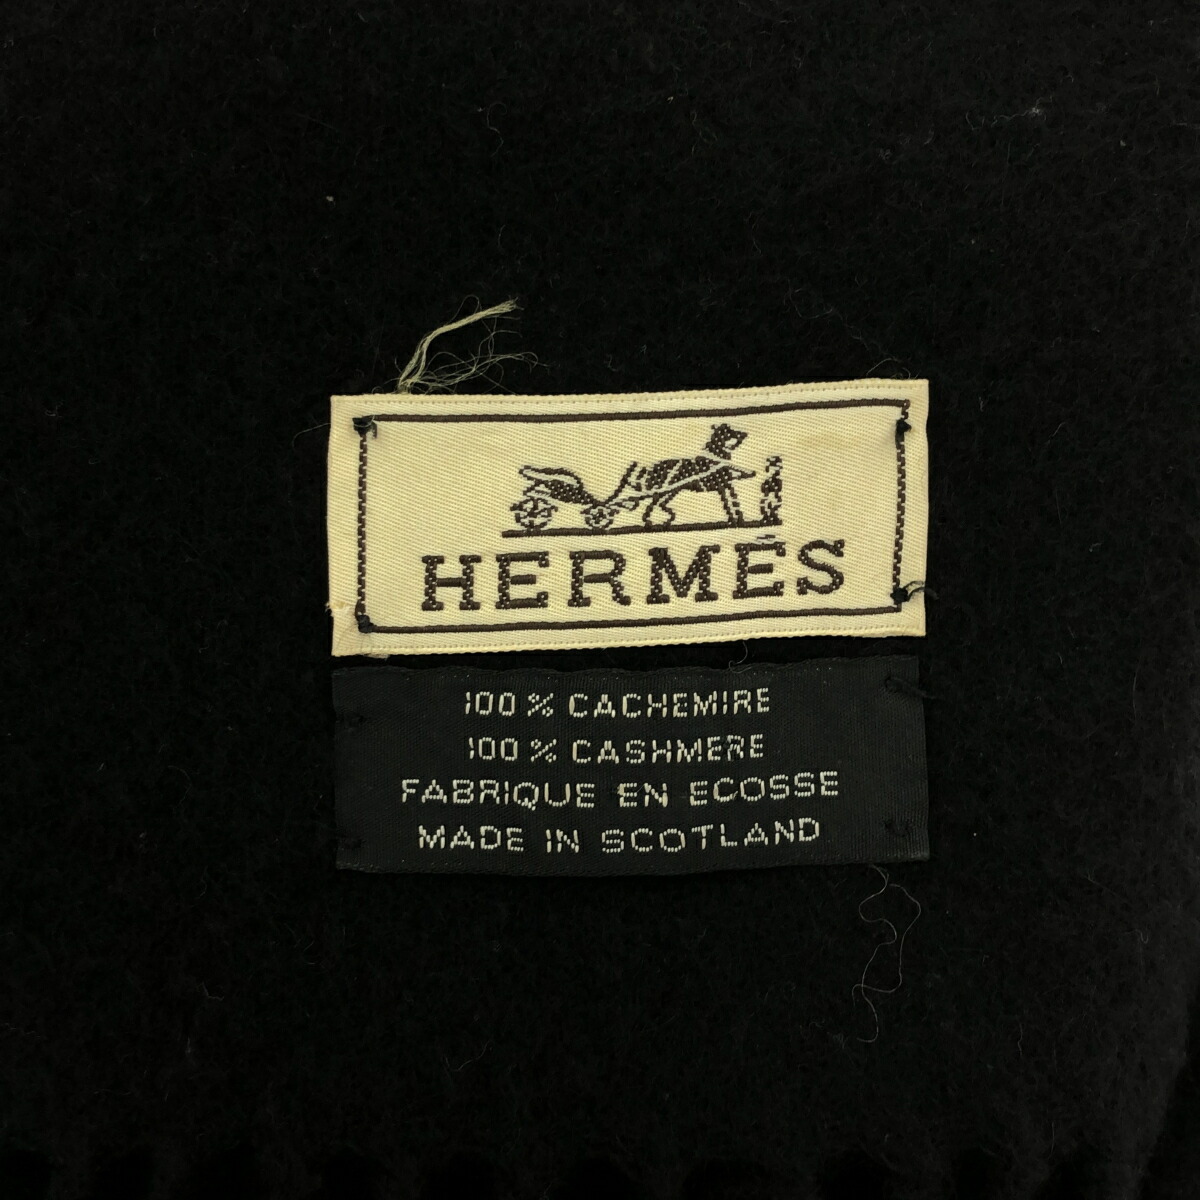 HERMÈS
100 % CACHEMIRE
100 % CASHMERE
FABRIQUE EN ECOSSE
MADE IN SCOTLAND